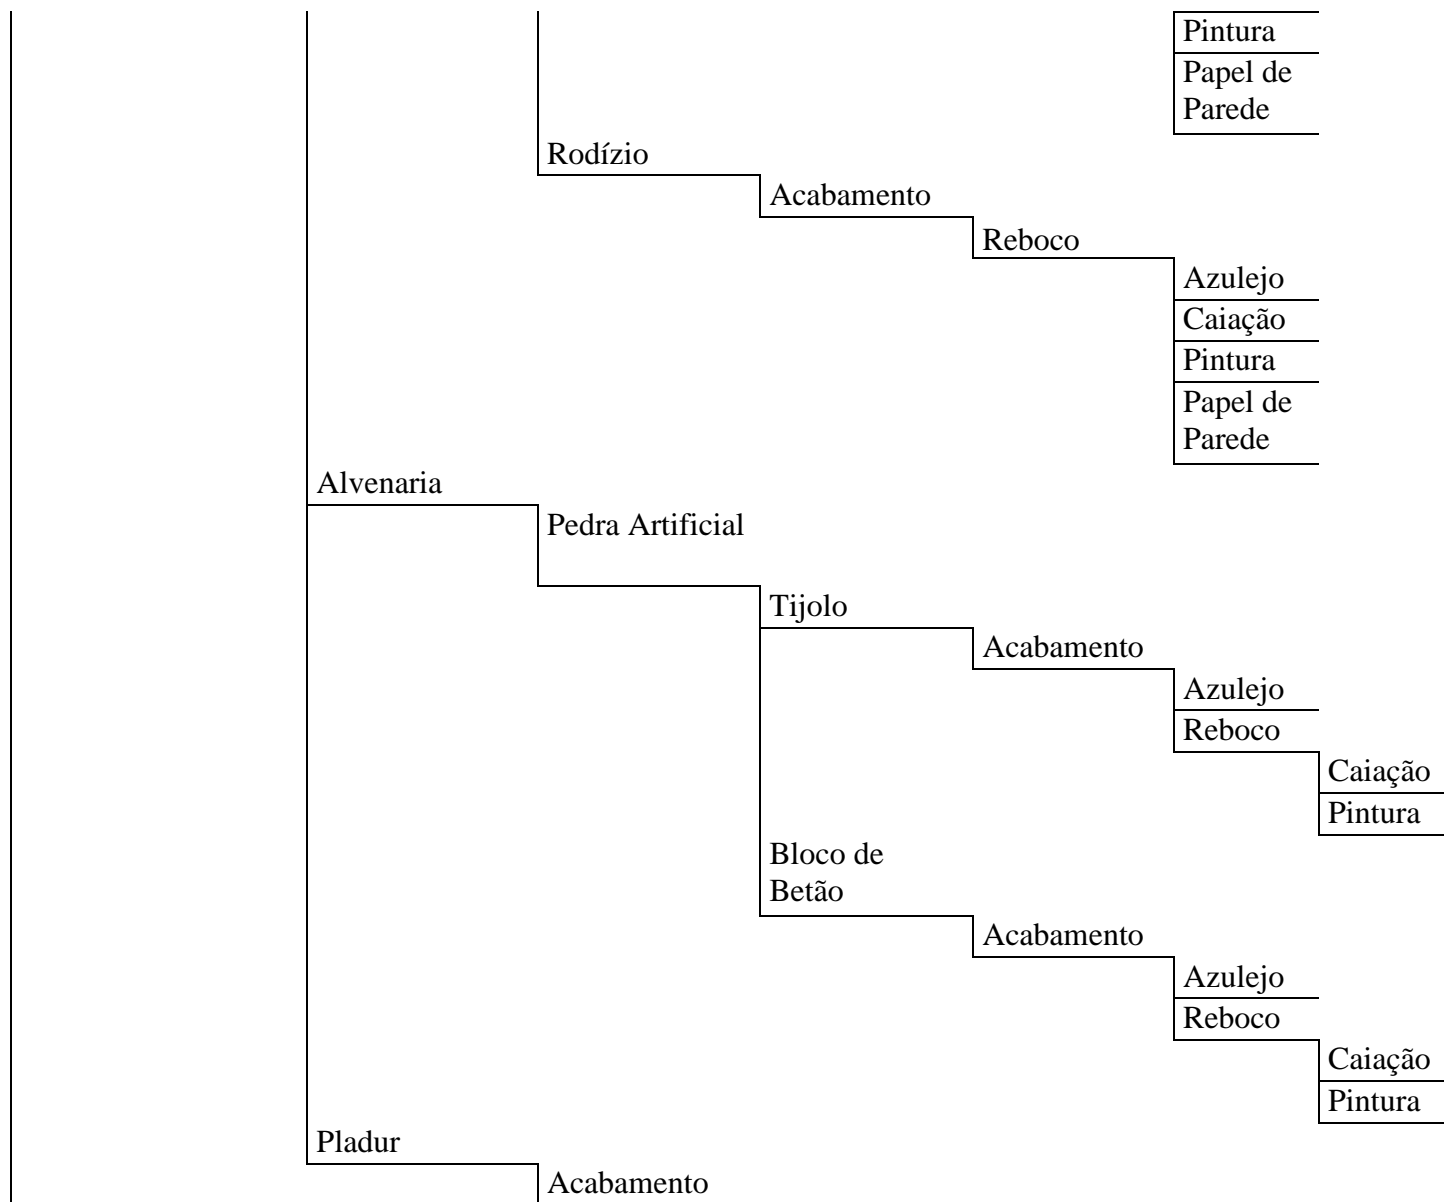 Pintura
Papel de
Parede
Rodízio
Acabamento
Reboco
Azulejo
Caiação
Pintura
Papel de
Parede
Alvenaria
Pedra Artificial
Tijolo
Acabamento
Azulejo
Reboco
Caiação
Pintura
Bloco de
Betão
Acabamento
Azulejo
Reboco
Caiação
Pintura
Pladur
Acabamento